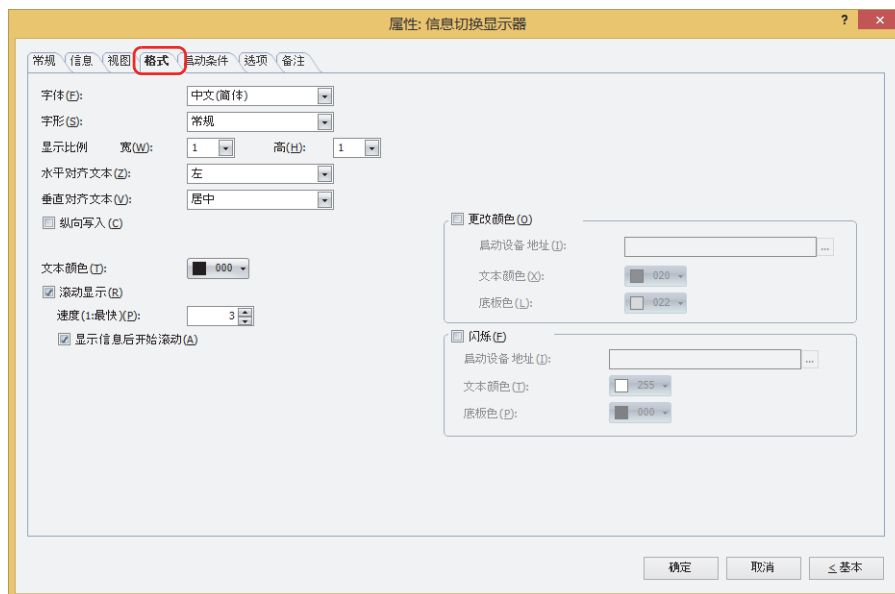 属性: 信息切换显示器
? ×
常规 信息 视图 格式 启动条件 选项 备注
字体(F): 中文(简体)
字形(S): 常规
显示比例 宽(W): 1 高(H): 1
水平对齐文本(Z): 左
垂直对齐文本(V): 居中
纵向写入(C)
文本颜色(T): 000
滚动显示(R)
速度(1:最快)(P): 3
显示信息后开始滚动(A)
更改颜色(O)
启动设备 地址(I): ...
文本颜色(X): 020
底板色(L): 022
闪烁(F)
启动设备 地址(I): ...
文本颜色(T): 255
底板色(P): 000
确定 取消 < 基本